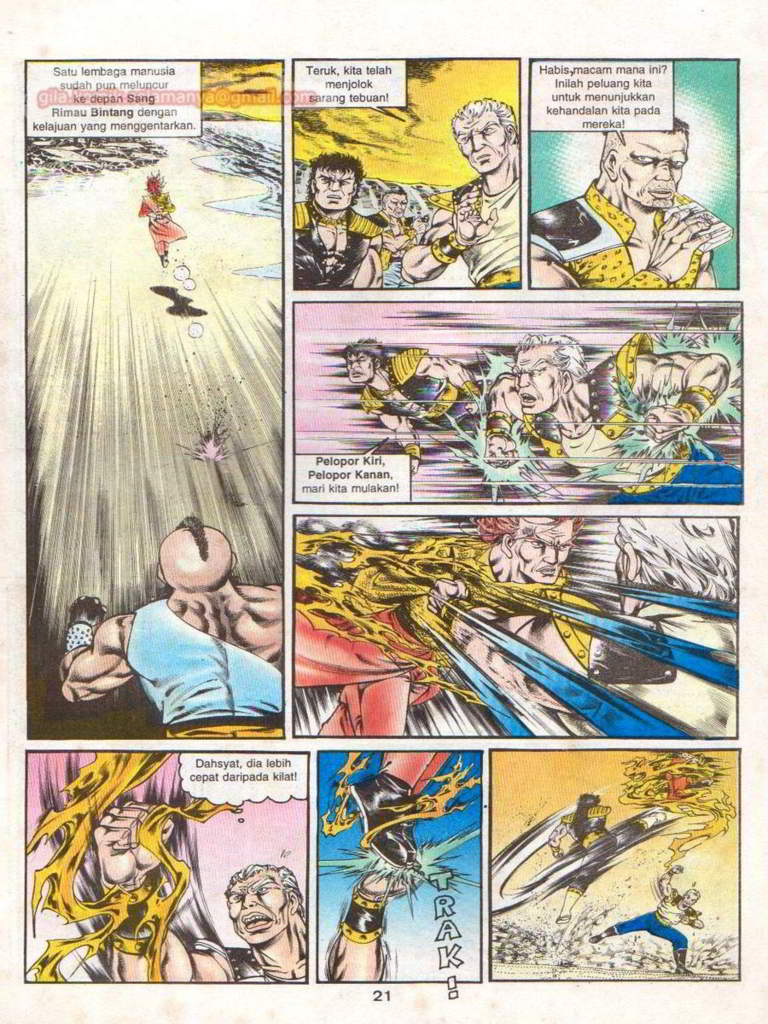 Satu lembaga manusia
sudah pun meluncur
ke depan Sang
Rimau Bintang dengan
kelajuan yang menggentarkan.
Teruk, kita telah
menjolok
sarang tebuan!
Habis,macam mana ini?
Inilah peluang kita
untuk menunjukkan
kehandalan kita pada
mereka!
Pelopor Kiri,
Pelopor Kanan,
mari kita mulakan!
Dahsyat, dia lebih
cepat daripada kilat!
TRAK!
21